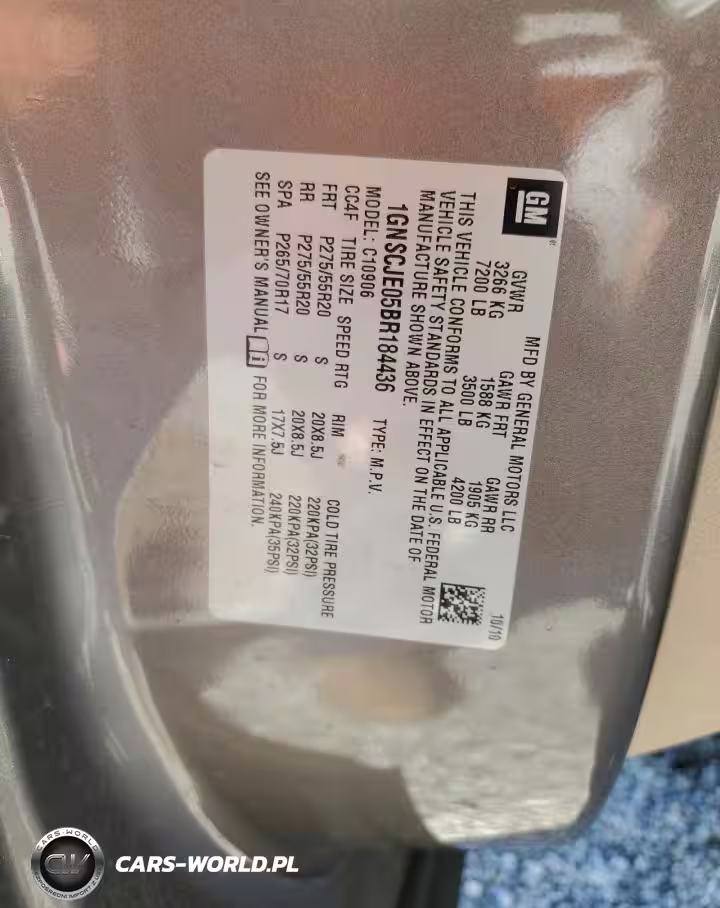 GM
MFD BY GENERAL MOTORS LLC 10/10
GVWR GAWR FRT GAWR RR
3266 KG 1588 KG 1905 KG
7200 LB 3500 LB 4200 LB
THIS VEHICLE CONFORMS TO ALL APPLICABLE U.S. FEDERAL MOTOR
VEHICLE SAFETY STANDARDS IN EFFECT ON THE DATE OF
MANUFACTURE SHOWN ABOVE.
1GNSCJE05BR184436 TYPE: M.P.V.
MODEL: C10906
CC4F TIRE SIZE SPEED RTG RIM COLD TIRE PRESSURE
FRT P275/55R20 S 20X8.5J 220KPA(32PSI)
RR P275/55R20 S 20X8.5J 220KPA(32PSI)
SPA P265/70R17 S 17X7.5J 240KPA(35PSI)
SEE OWNER'S MANUAL FOR MORE INFORMATION.
CARS-WORLD
CW
CARS-WORLD.PL